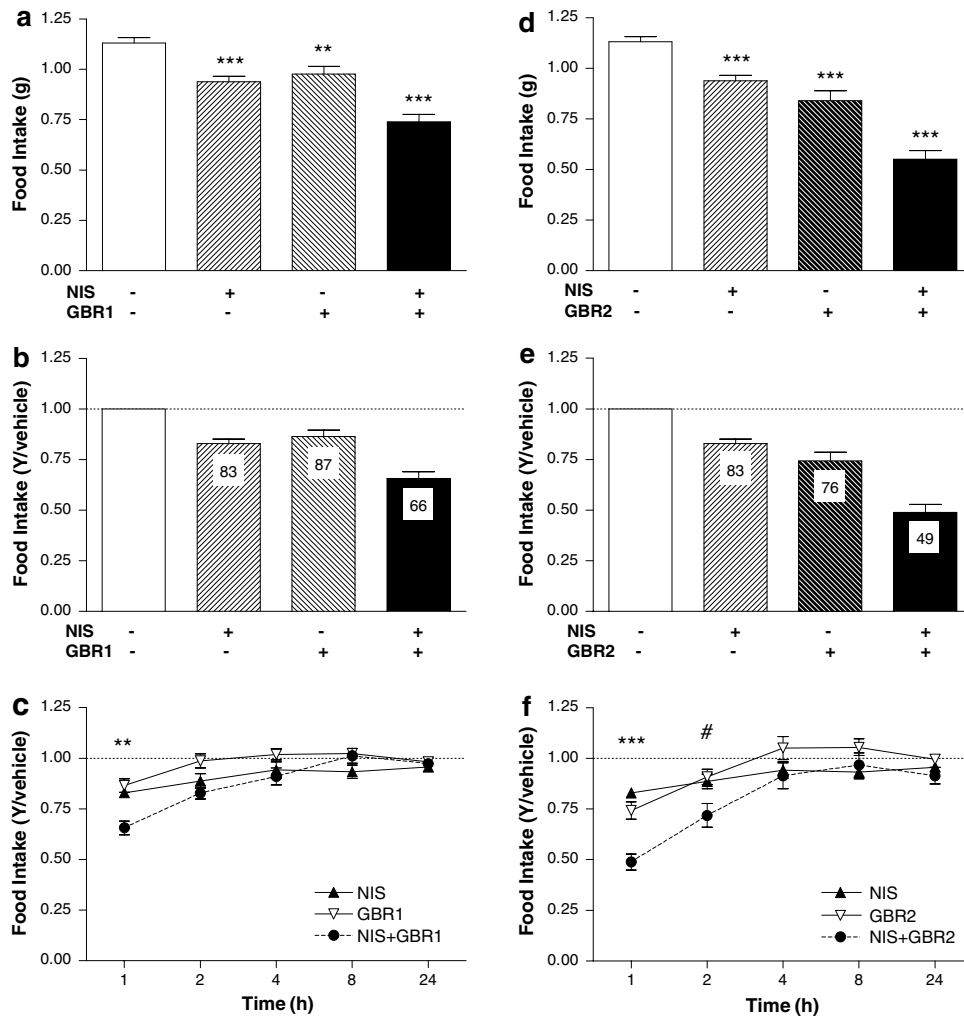 a
Food Intake (g)
1.25
1.00
0.75
0.50
0.25
0.00
***
**
***
NIS - + - +
GBR1 - - + +
d
Food Intake (g)
1.25
1.00
0.75
0.50
0.25
0.00
***
***
***
NIS - + - +
GBR2 - - + +
b
Food Intake (Y/vehicle)
1.25
1.00
0.75
0.50
0.25
0.00
83
87
66
NIS - + - +
GBR1 - - + +
e
Food Intake (Y/vehicle)
1.25
1.00
0.75
0.50
0.25
0.00
83
76
49
NIS - + - +
GBR2 - - + +
c
Food Intake (Y/vehicle)
1.25
1.00
0.75
0.50
0.25
0.00
**
NIS
GBR1
NIS+GBR1
1 2 4 8 24
Time (h)
f
Food Intake (Y/vehicle)
1.25
1.00
0.75
0.50
0.25
0.00
*** #
NIS
GBR2
NIS+GBR2
1 2 4 8 24
Time (h)